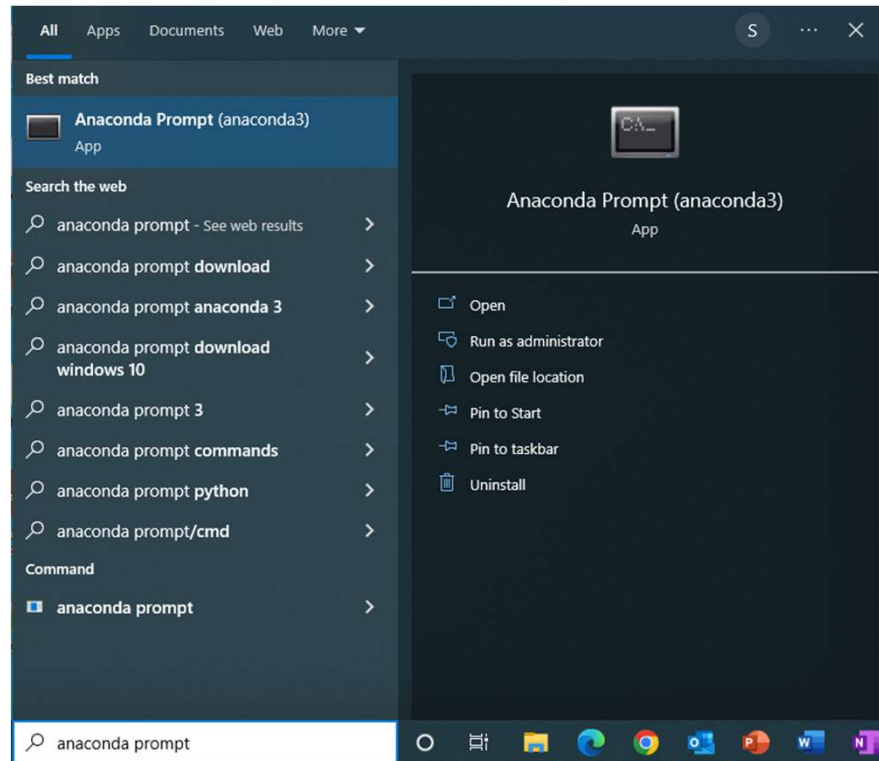 All Apps Documents Web More
S
Best match
Anaconda Prompt (anaconda3)
App
Search the web
anaconda prompt - See web results
anaconda prompt download
anaconda prompt anaconda 3
anaconda prompt download
windows 10
anaconda prompt 3
anaconda prompt commands
anaconda prompt python
anaconda prompt/cmd
Command
anaconda prompt
anaconda prompt
C:\_
Anaconda Prompt (anaconda3)
App
Open
Run as administrator
Open file location
Pin to Start
Pin to taskbar
Uninstall
O P W N